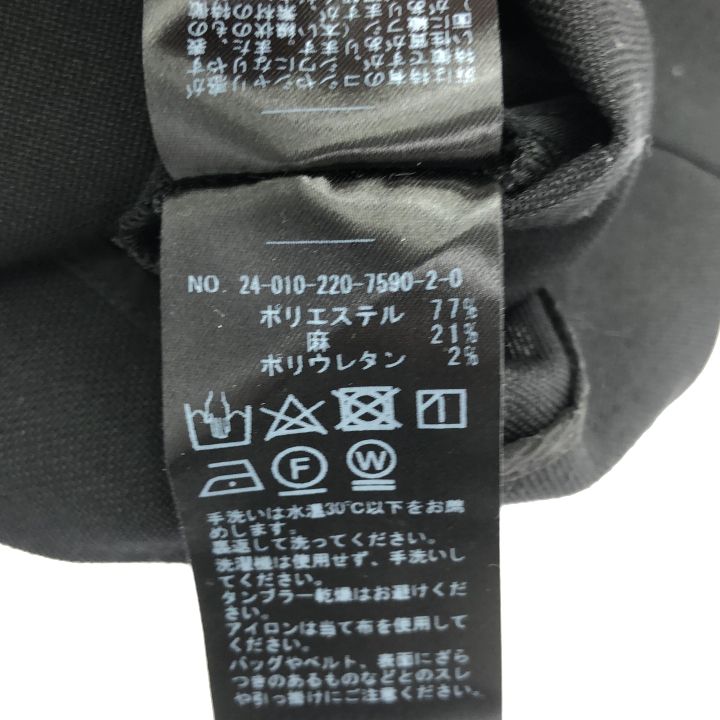 NO. 24-010-220-7590-2-0
ポリエステル 77%
麻 21%
ポリウレタン 2%
F W
手洗いは水温30℃以下をお薦
めします。
裏返して洗ってください。
洗濯機は使用せず、手洗いし
てください。
タンブラー乾燥はお避けくだ
さい。
アイロンは当て布を使用して
ください。
バッグやベルト、表面にざら
つきのあるものなどとのスレ
や引っ掛けにご注意ください。